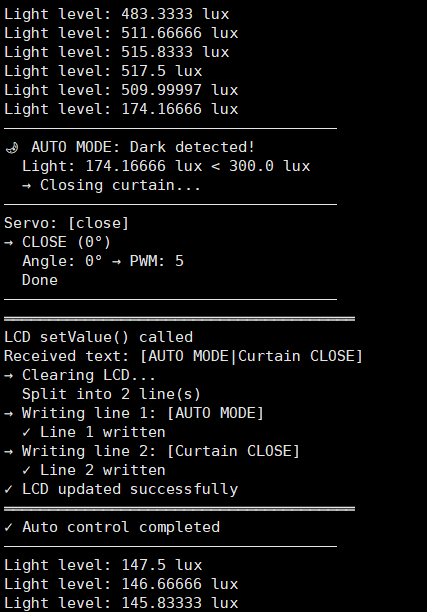 Light level: 483.3333 lux
Light level: 511.66666 lux
Light level: 515.8333 lux
Light level: 517.5 lux
Light level: 509.99997 lux
Light level: 174.16666 lux
🌙 AUTO MODE: Dark detected!
Light: 174.16666 lux < 300.0 lux
→ Closing curtain...
Servo: [close]
→ CLOSE (0°)
Angle: 0° → PWM: 5
Done
LCD setValue() called
Received text: [AUTO MODE|Curtain CLOSE]
→ Clearing LCD...
Split into 2 line(s)
→ Writing line 1: [AUTO MODE]
✓ Line 1 written
→ Writing line 2: [Curtain CLOSE]
✓ Line 2 written
✓ LCD updated successfully
✓ Auto control completed
Light level: 147.5 lux
Light level: 146.66666 lux
Light level: 145.83333 lux